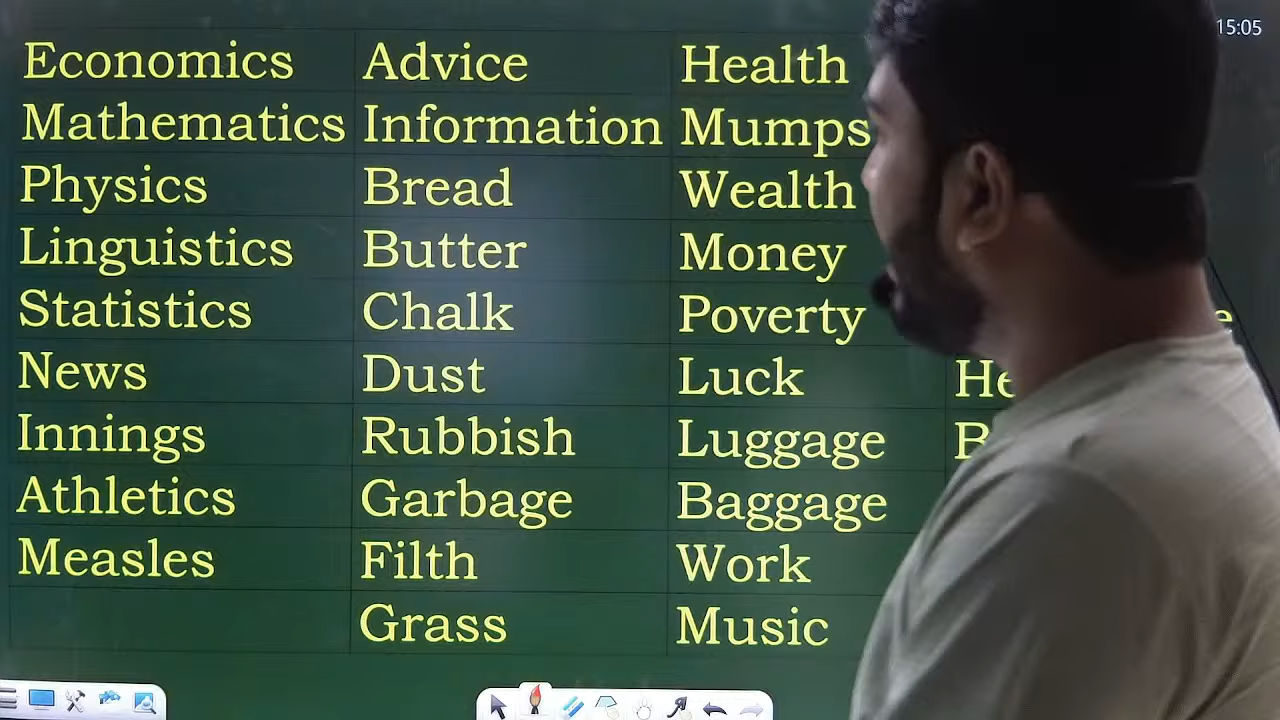 15:05
Economics Advice Health
Mathematics Information Mumps
Physics Bread Wealth
Linguistics Butter Money
Statistics Chalk Poverty
News Dust Luck
Innings Rubbish Luggage
Athletics Garbage Baggage
Measles Filth Work
Grass Music